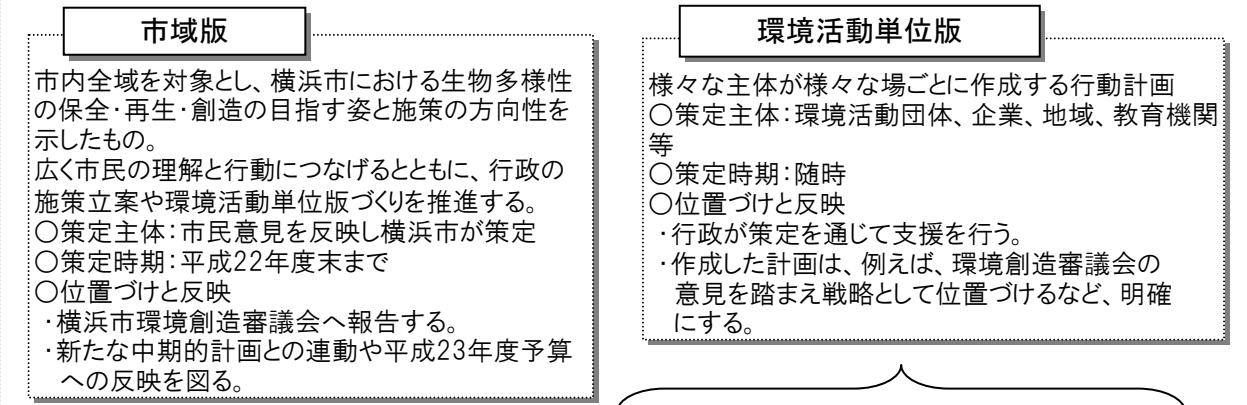 市域版
市内全域を対象とし、横浜市における生物多様性
の保全・再生・創造の目指す姿と施策の方向性を
示したもの。
広く市民の理解と行動につなげるとともに、行政の
施策立案や環境活動単位版づくりを推進する。
○策定主体：市民意見を反映し横浜市が策定
○策定時期：平成22年度末まで
○位置づけと反映
・横浜市環境創造審議会へ報告する。
・新たな中期的計画との連動や平成23年度予算
への反映を図る。
環境活動単位版
様々な主体が様々な場ごとに作成する行動計画
○策定主体：環境活動団体、企業、地域、教育機関
等
○策定時期：随時
○位置づけと反映
・行政が策定を通じて支援を行う。
・作成した計画は、例えば、環境創造審議会の
意見を踏まえ戦略として位置づけるなど、明確
にする。